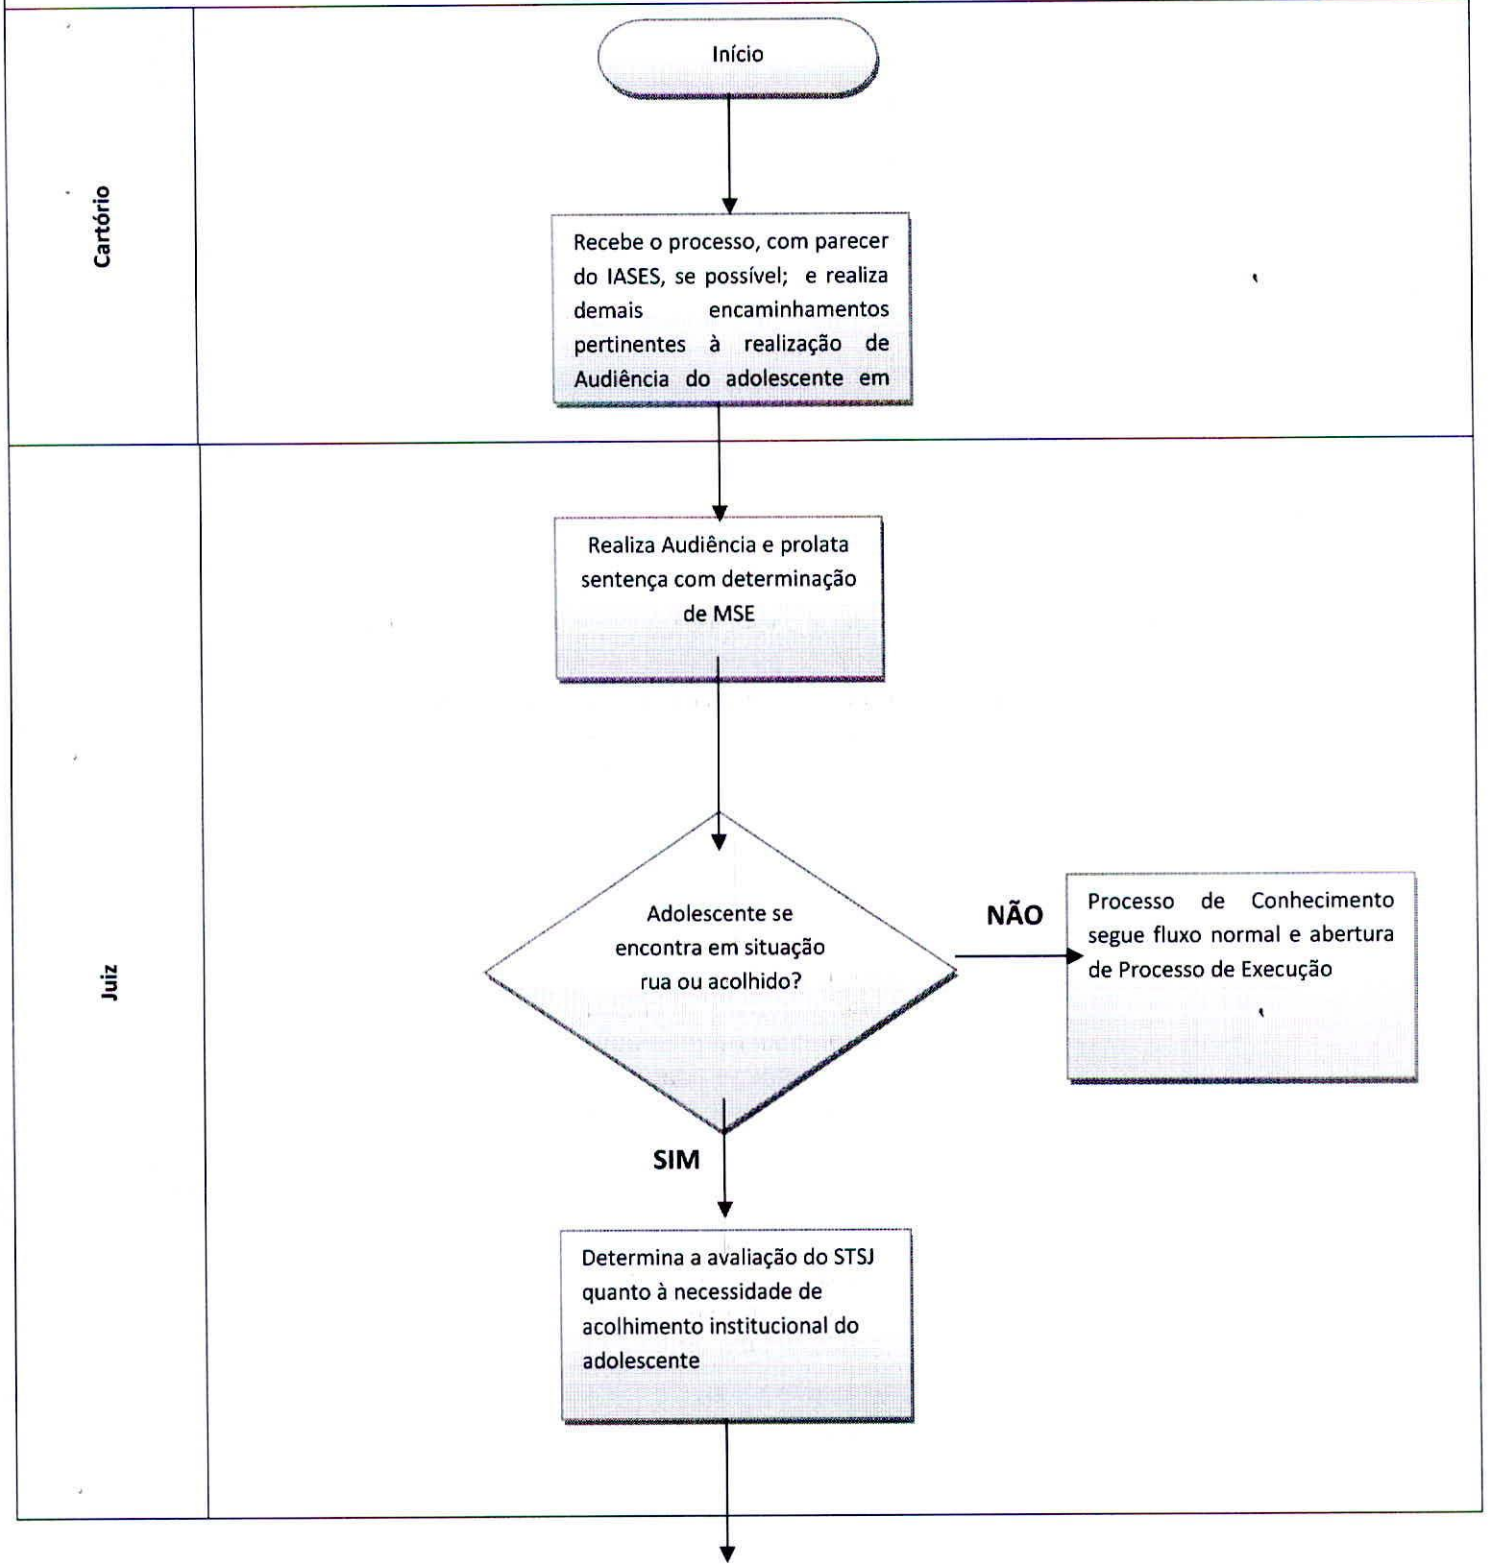 Início
Cartório
Recebe o processo, com parecer
do IASES, se possível; e realiza
demais encaminhamentos
pertinentes à realização de
Audiência do adolescente em
Realiza Audiência e prolata
sentença com determinação
de MSE
Juiz
Adolescente se
encontra em situação
rua ou acolhido?
NÃO
Processo de Conhecimento
segue fluxo normal e abertura
de Processo de Execução
SIM
Determina a avaliação do STSJ
quanto à necessidade de
acolhimento institucional do
adolescente